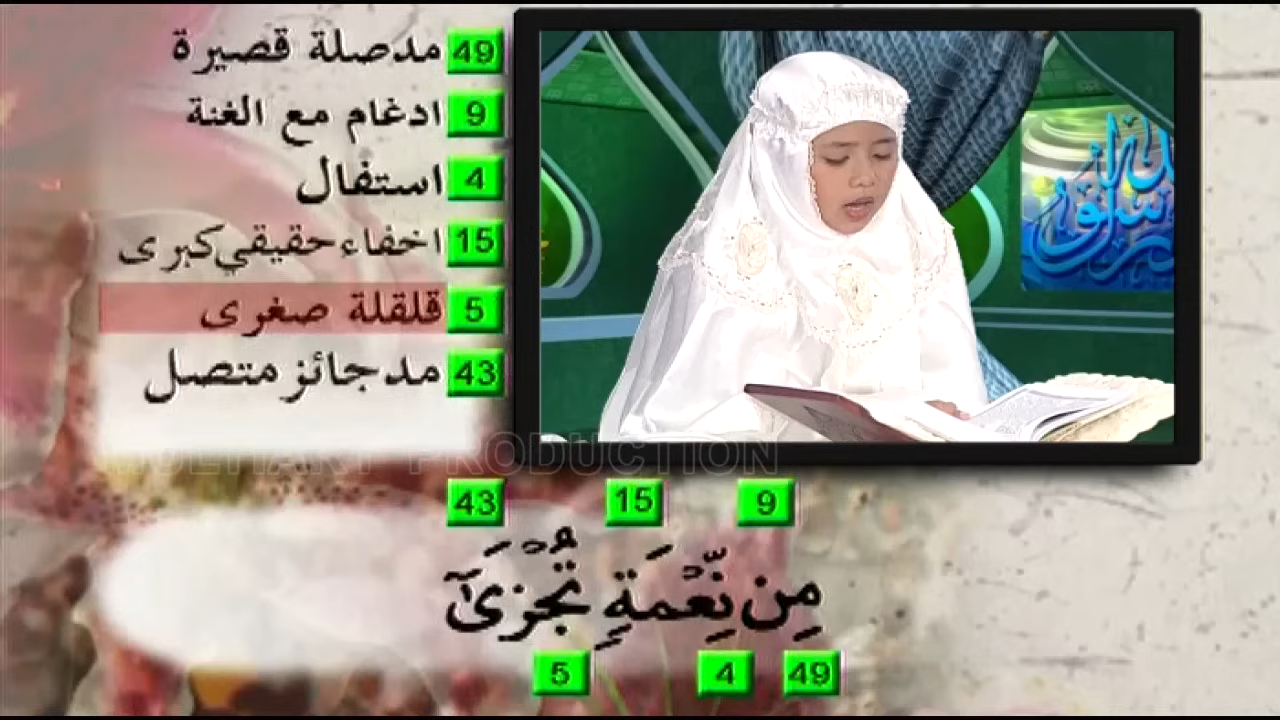 مدصلة قصيرة 49
ادغام مع الغنة 9
استفال 4
اخفاء حقيقي كبرى 15
قلقلة صغرى 5
مدجائز متصل 43
PRODUCTION
43 15 9
مِن نِّعْمَةٍ تُجْزَىٰٓ
5 4 49